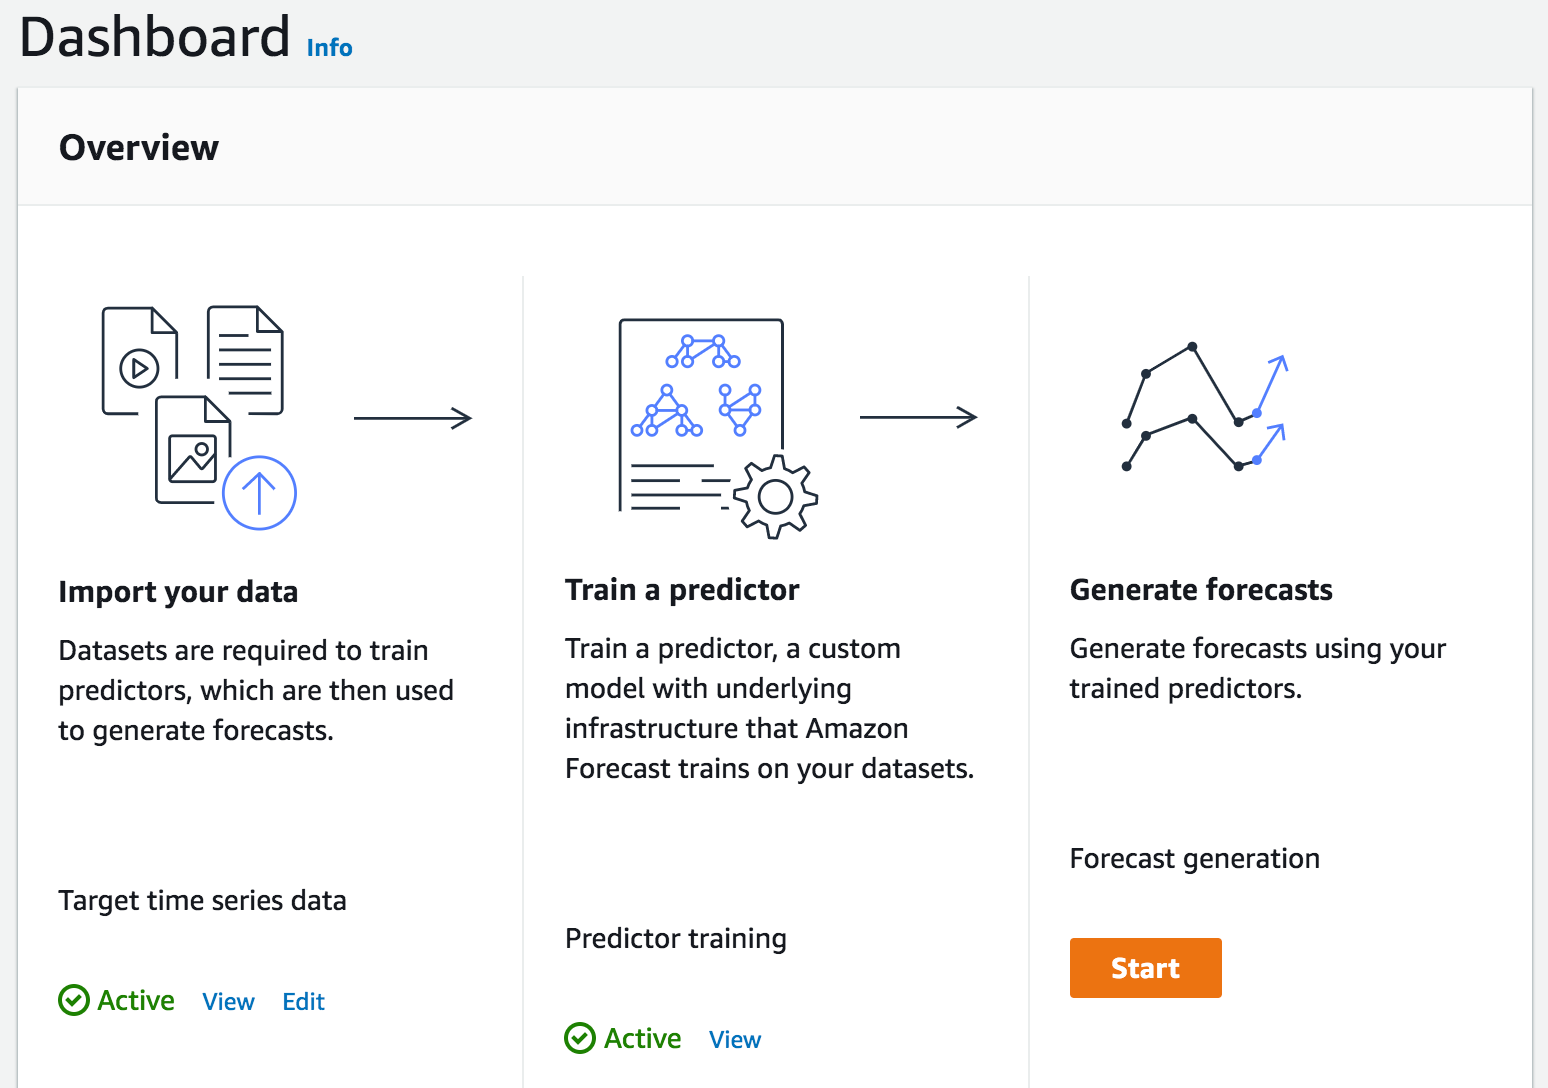 Dashboard Info
Overview
Import your data
Datasets are required to train
predictors, which are then used
to generate forecasts.
Target time series data
Active View Edit
Train a predictor
Train a predictor, a custom
model with underlying
infrastructure that Amazon
Forecast trains on your datasets.
Predictor training
Active View
Generate forecasts
Generate forecasts using your
trained predictors.
Forecast generation
Start